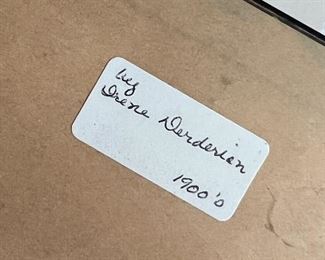 by
Irene Derderian
1900's